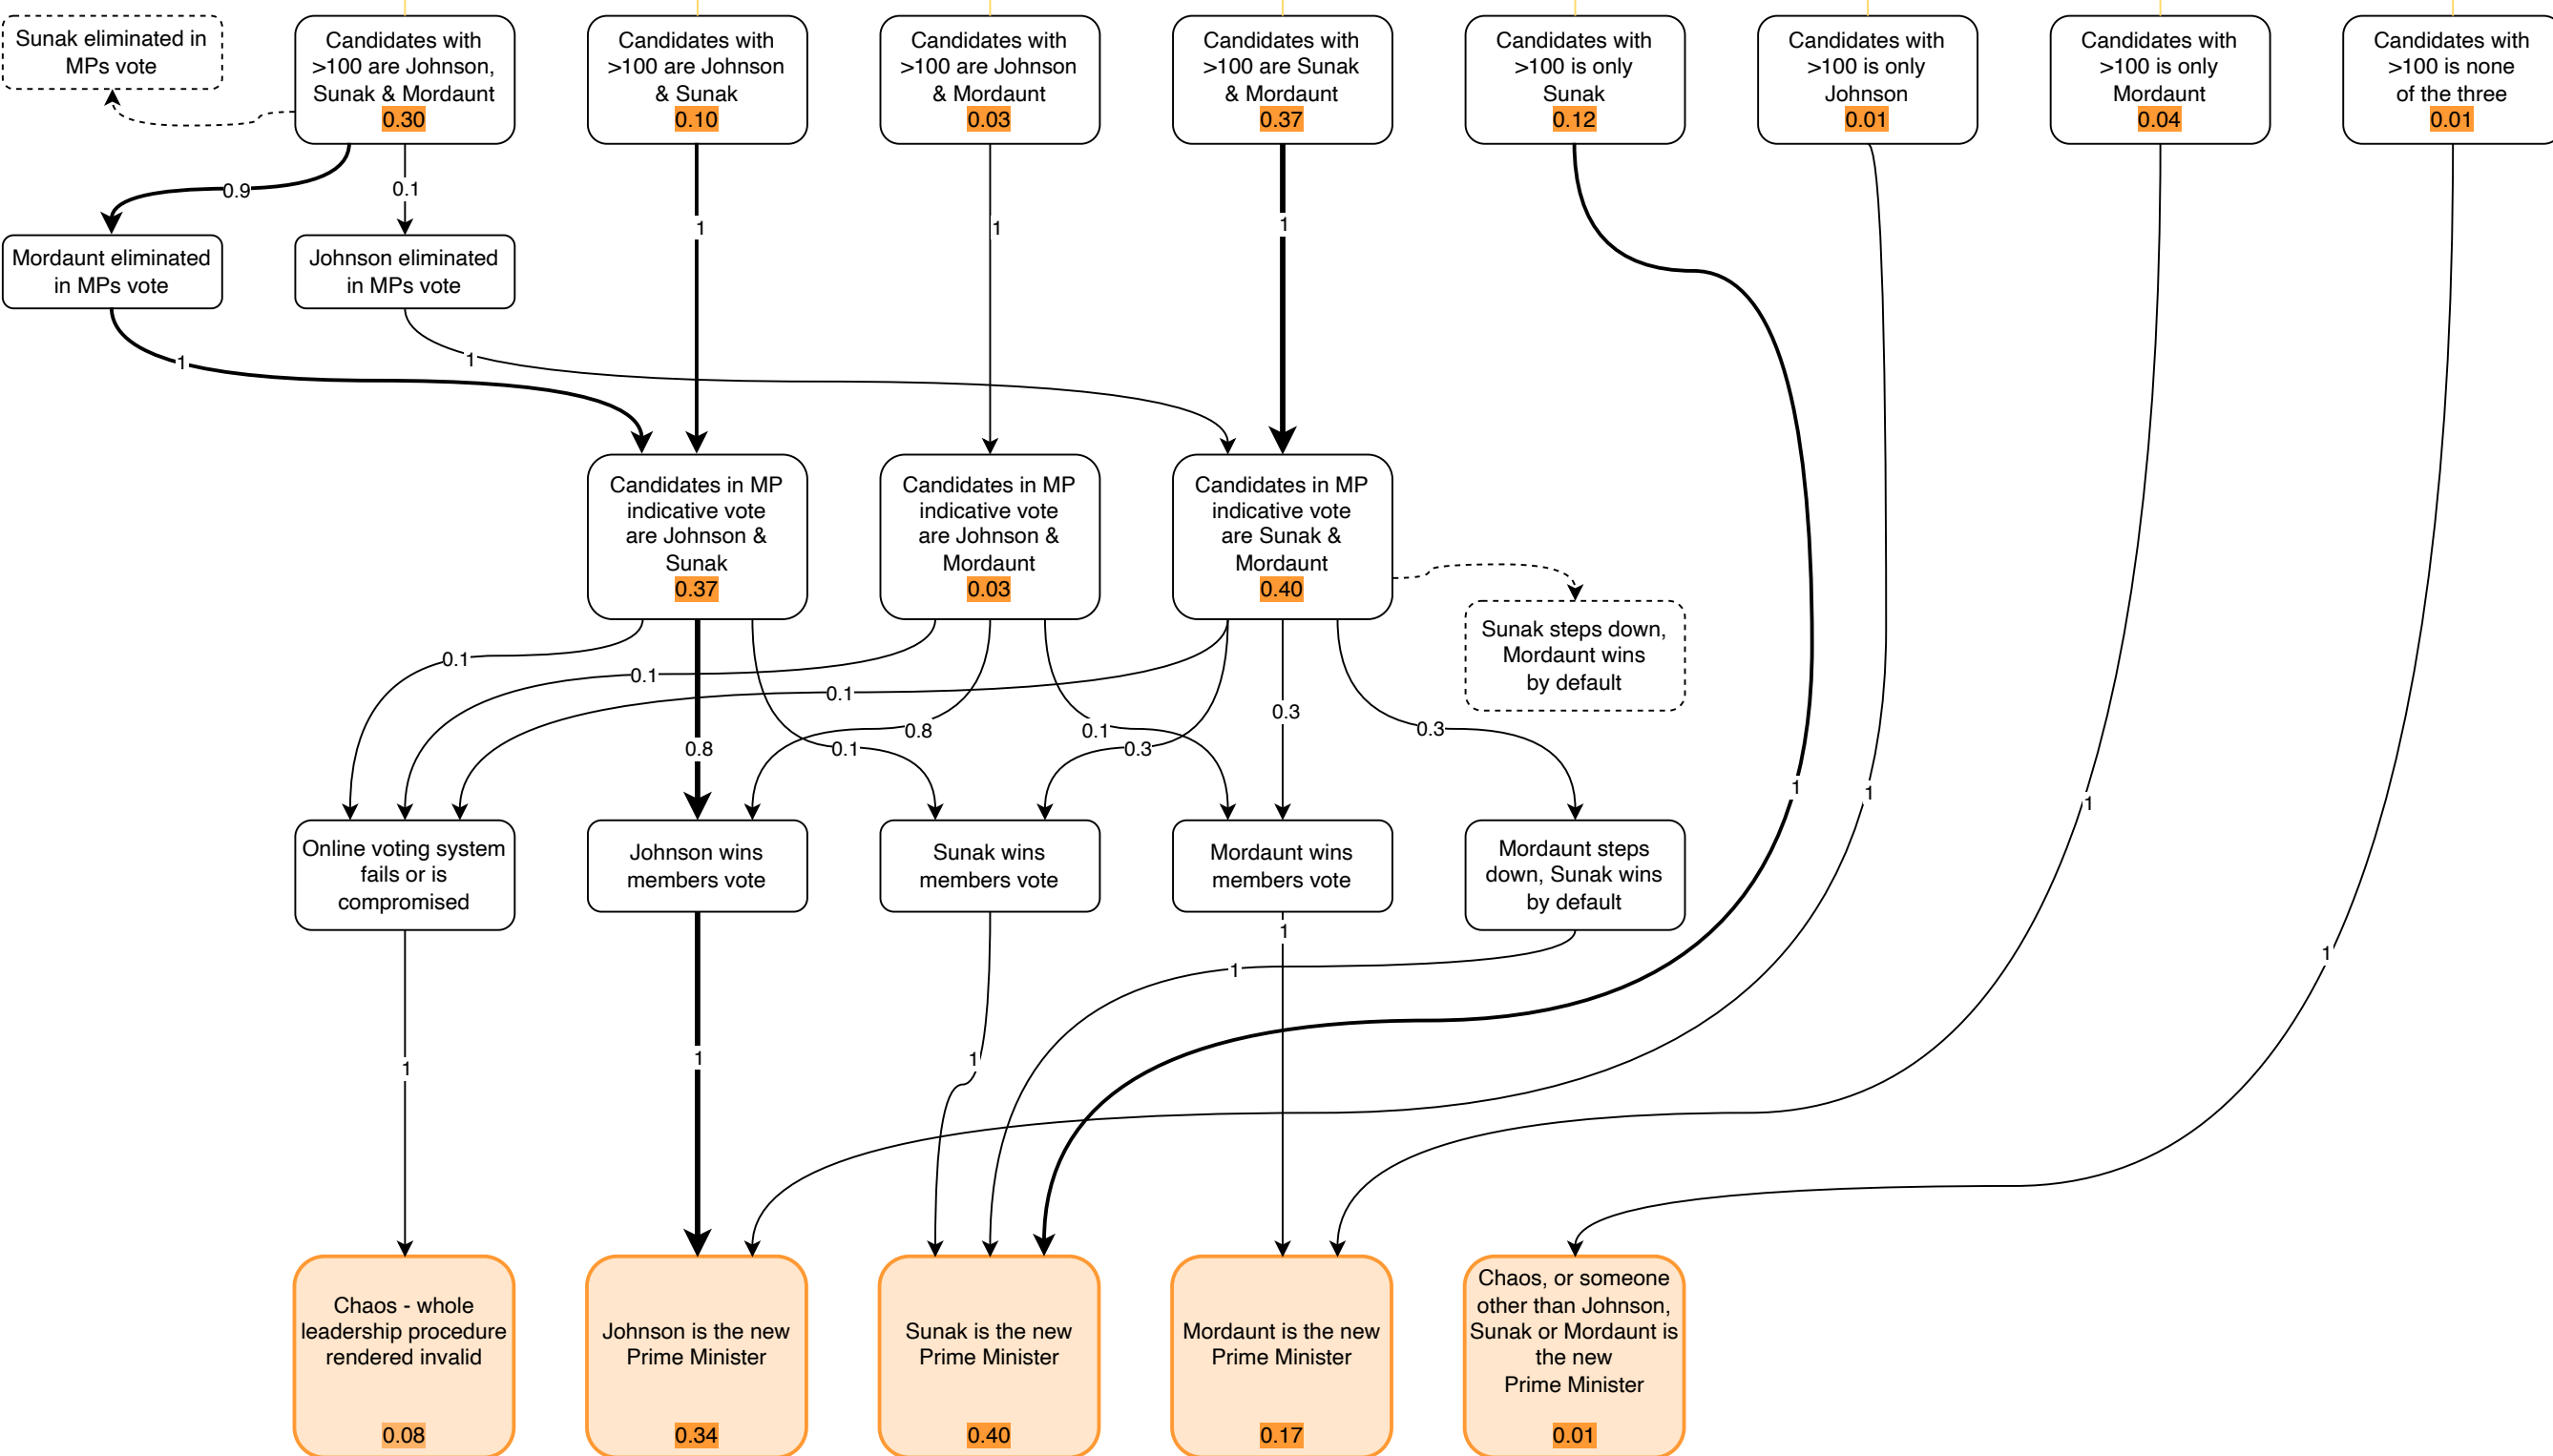 Sunak eliminated in
MPs vote
Candidates with
>100 are Johnson,
Sunak & Mordaunt
0.30
Candidates with
>100 are Johnson
& Sunak
0.10
Candidates with
>100 are Johnson
& Mordaunt
0.03
Candidates with
>100 are Sunak
& Mordaunt
0.37
Candidates with
>100 is only
Sunak
0.12
Candidates with
>100 is only
Johnson
0.01
Candidates with
>100 is only
Mordaunt
0.04
Candidates with
>100 is none
of the three
0.01
0.9
0.1
1
1
1
Mordaunt eliminated
in MPs vote
Johnson eliminated
in MPs vote
1
1
Candidates in MP
indicative vote
are Johnson &
Sunak
0.37
Candidates in MP
indicative vote
are Johnson &
Mordaunt
0.03
Candidates in MP
indicative vote
are Sunak &
Mordaunt
0.40
Sunak steps down,
Mordaunt wins
by default
0.1
0.1
0.1
0.8
0.1
0.8
0.1
0.3
0.3
0.3
1
1
1
1
Online voting system
fails or is
compromised
Johnson wins
members vote
Sunak wins
members vote
Mordaunt wins
members vote
Mordaunt steps
down, Sunak wins
by default
1
1
1
1
1
Chaos - whole
leadership procedure
rendered invalid
0.08
Johnson is the new
Prime Minister
0.34
Sunak is the new
Prime Minister
0.40
Mordaunt is the new
Prime Minister
0.17
Chaos, or someone
other than Johnson,
Sunak or Mordaunt is
the new
Prime Minister
0.01